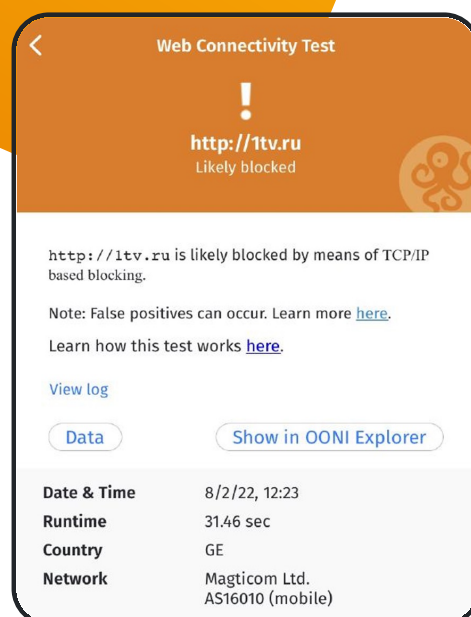 Web Connectivity Test
!
http://1tv.ru
Likely blocked
http://1tv.ru is likely blocked by means of TCP/IP
based blocking.
Note: False positives can occur. Learn more here.
Learn how this test works here.
View log
Data
Show in OONI Explorer
Date & Time 8/2/22, 12:23
Runtime 31.46 sec
Country GE
Network Magticom Ltd.
AS16010 (mobile)